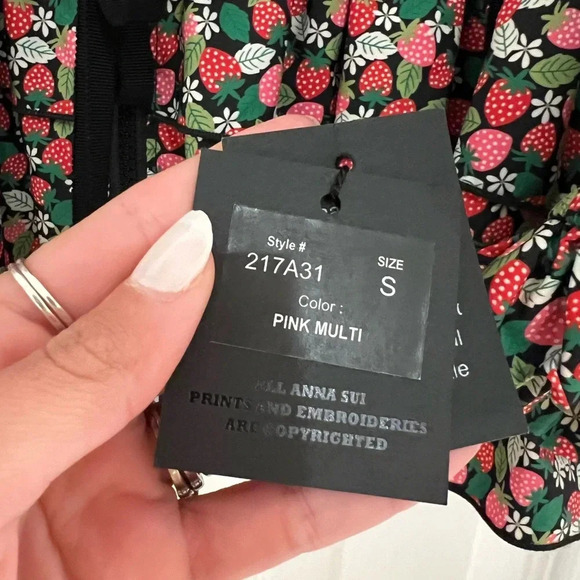 Style #
217A31
SIZE
S
Color :
PINK MULTI
ALL ANNA SUI
PRINTS AND EMBROIDERIES
ARE COPYRIGHTED